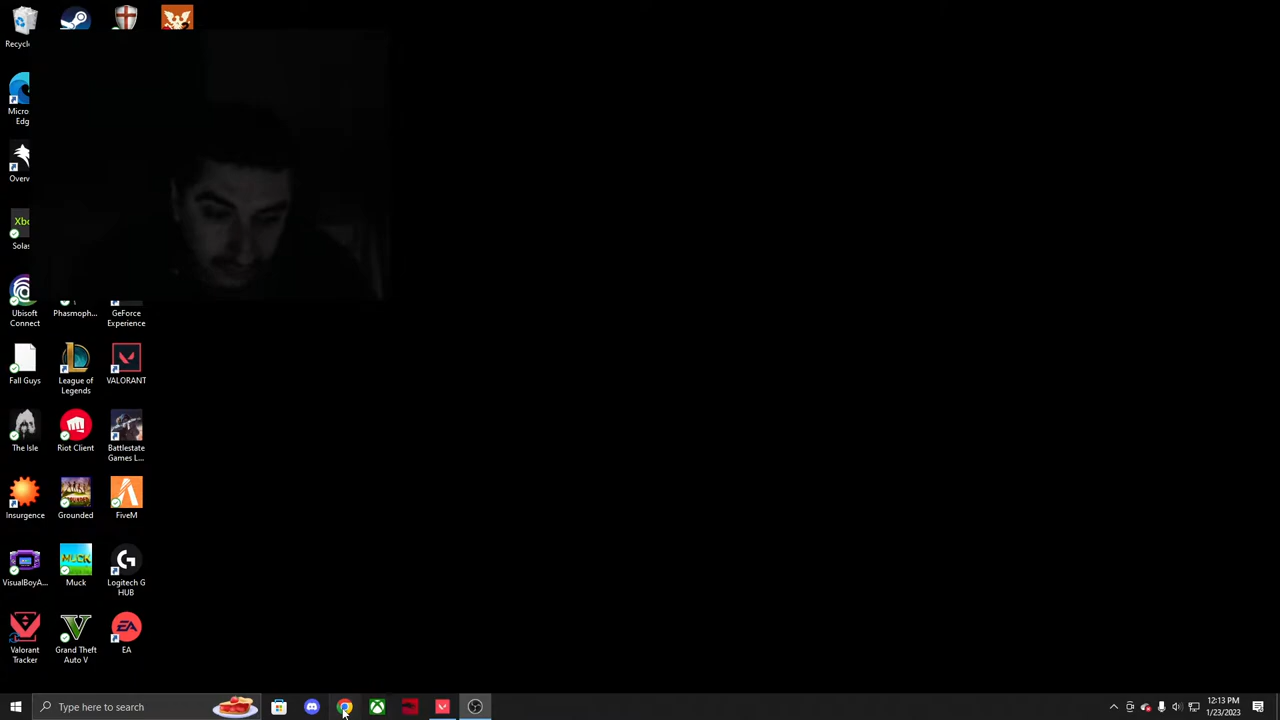 Recycl
Micro
Edg
Overv
Xbo
Solas
Ubisoft
Connect
Phasmoph...
GeForce
Experience
Fall Guys
League of
Legends
VALORANT
The Isle
Riot Client
Battlestate
Games L...
Insurgence
Grounded
FiveM
VisualBoyA...
MUCK
Muck
Logitech G
HUB
Valorant
Tracker
Grand Theft
Auto V
EA
EA
Type here to search
12:13 PM
1/23/2023